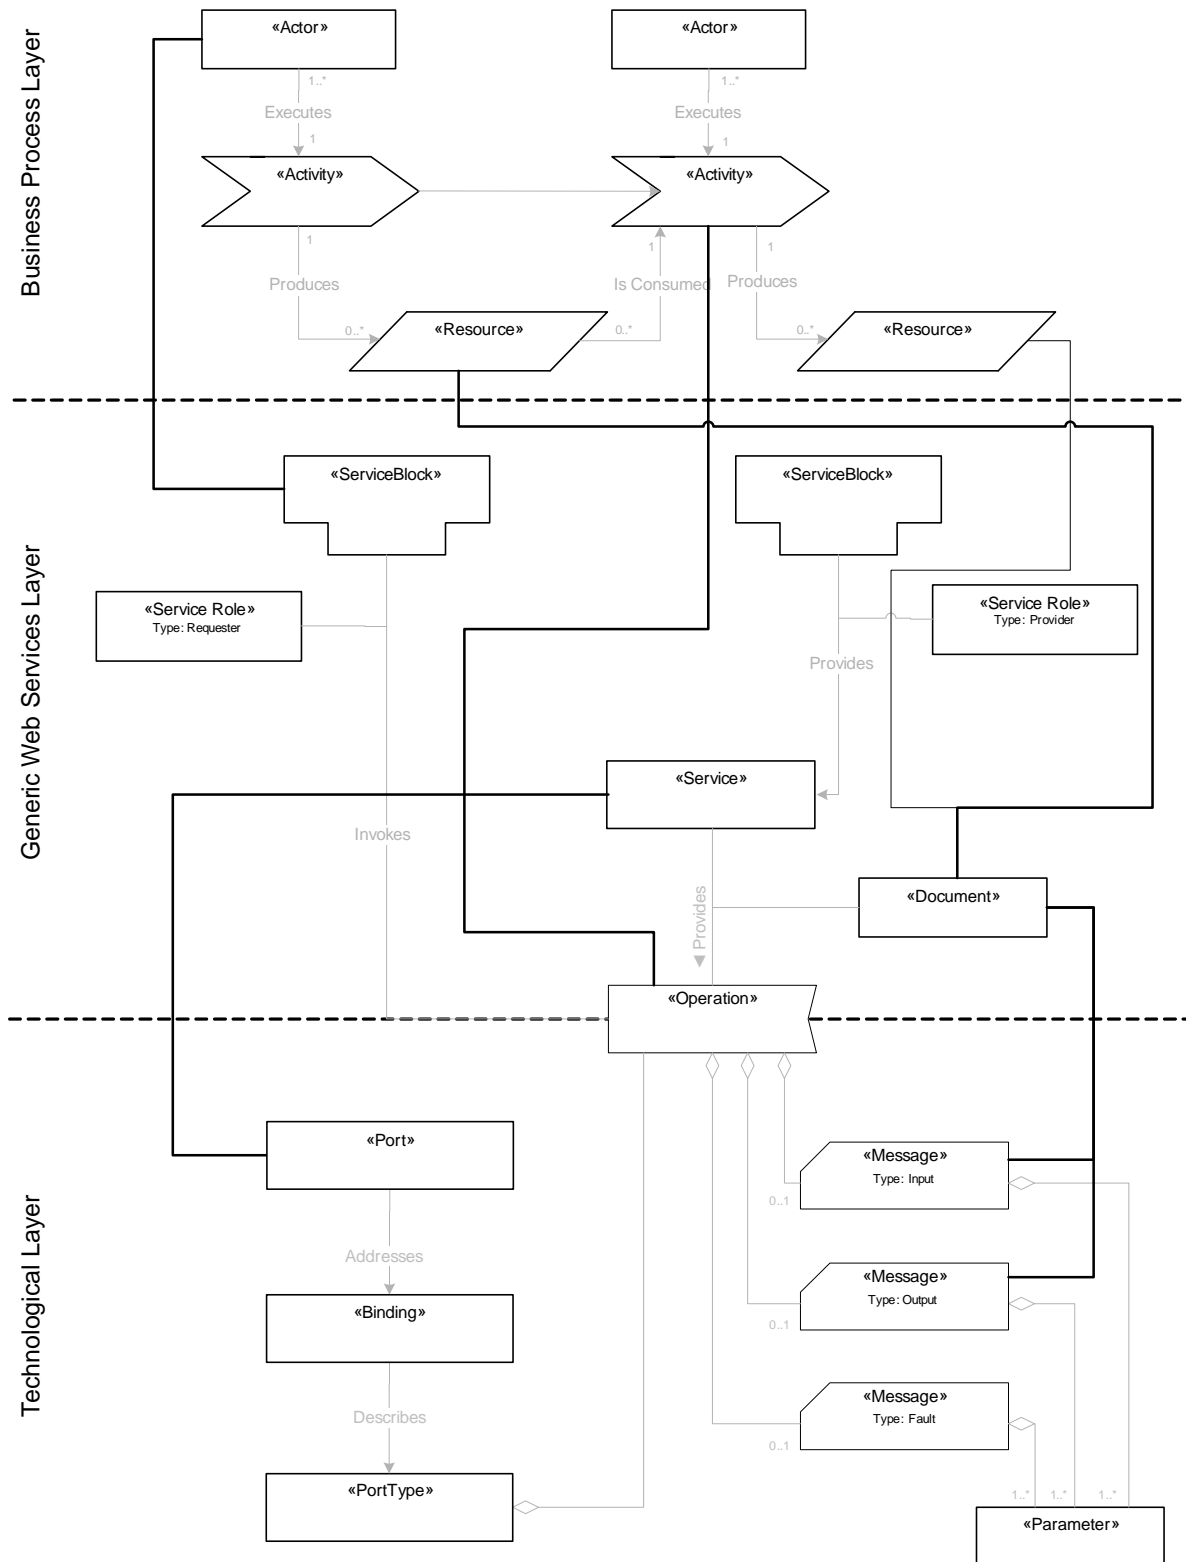 Business Process Layer
«Actor»
«Actor»
1..*
1..*
Executes
Executes
1
1
«Activity»
«Activity»
1
1
1
Produces
Is Consumed
Produces
0..*
«Resource»
0..*
0..*
«Resource»
Generic Web Services Layer
«ServiceBlock»
«ServiceBlock»
«Service Role»
Type: Requester
«Service Role»
Type: Provider
Provides
«Service»
Invokes
«Document»
Provides
«Operation»
Technological Layer
«Port»
«Message»
Type: Input
0..1
Addresses
«Message»
Type: Output
«Binding»
0..1
«Message»
Type: Fault
Describes
0..1
«PortType»
1..*
1..*
1..*
«Parameter»